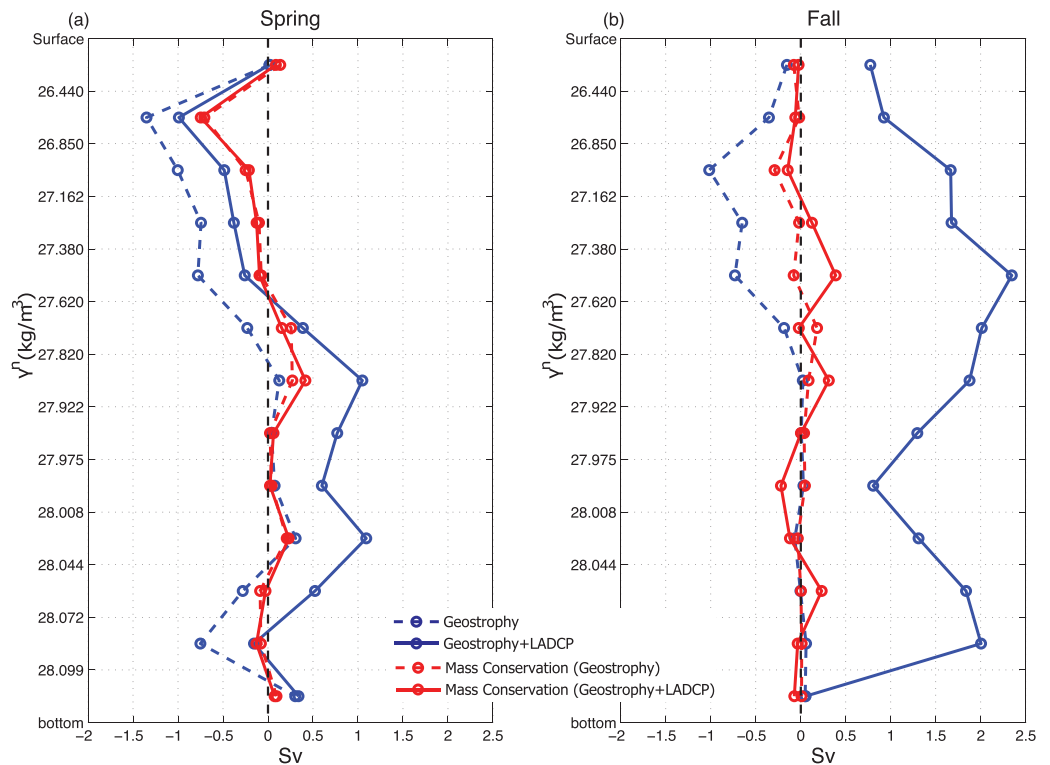 (a) Spring
Surface
26.440
26.850
27.162
27.380
27.620
27.820
27.922
27.975
28.008
28.044
28.072
28.099
bottom
γⁿ(kg/m³)
−2 −1.5 −1 −0.5 0 0.5 1 1.5 2 2.5
Sv
(b) Fall
Surface
26.440
26.850
27.162
27.380
27.620
27.820
27.922
27.975
28.008
28.044
28.072
28.099
bottom
γⁿ(kg/m³)
−2 −1.5 −1 −0.5 0 0.5 1 1.5 2 2.5
Sv
Geostrophy
Geostrophy+LADCP
Mass Conservation (Geostrophy)
Mass Conservation (Geostrophy+LADCP)